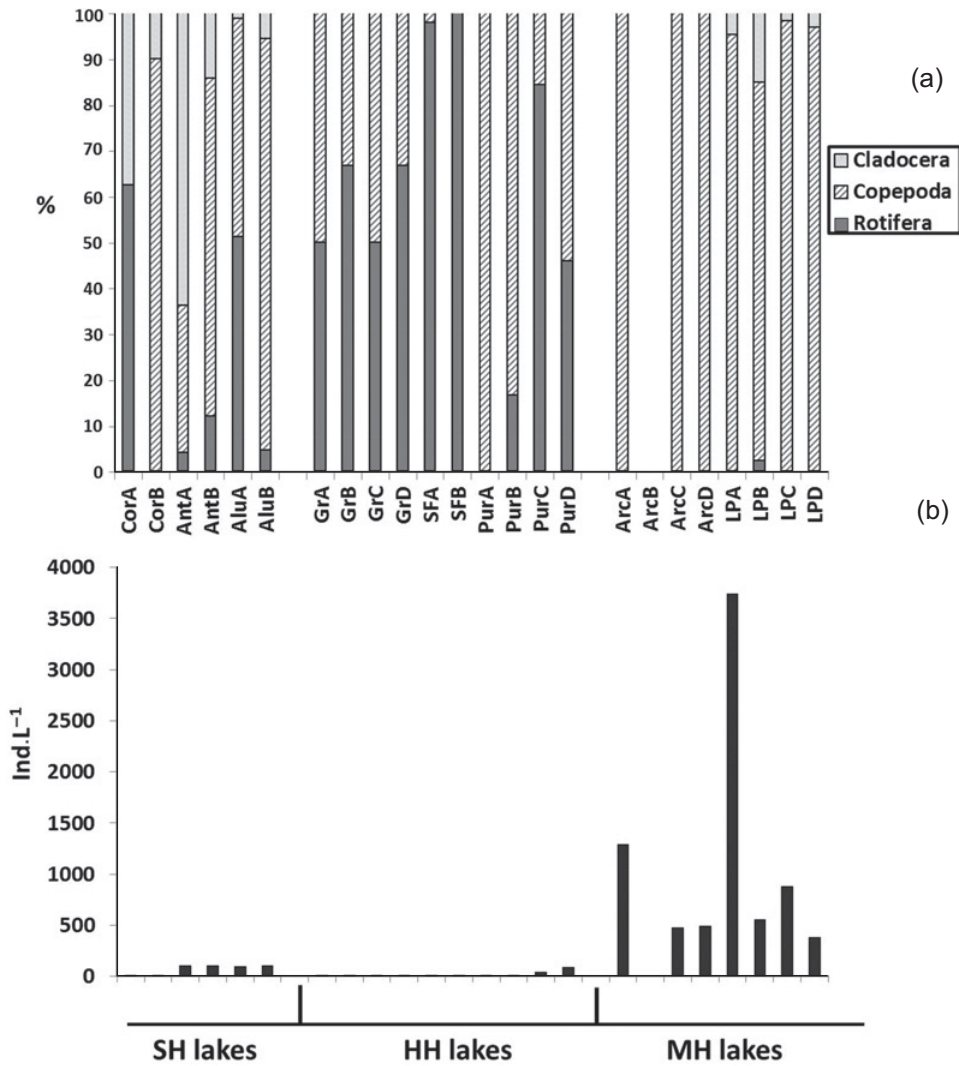 100
90
80
70
60
50
40
30
20
10
0
%
(a)
Cladocera
Copepoda
Rotifera
CorA CorB AntA AntB AluA AluB GrA GrB GrC GrD SFA SFB PurA PurB PurC PurD ArcA ArcB ArcC ArcD LPA LPB LPC LPD
(b)
4000
3500
3000
2500
2000
1500
1000
500
0
Ind.L⁻¹
SH lakes HH lakes MH lakes